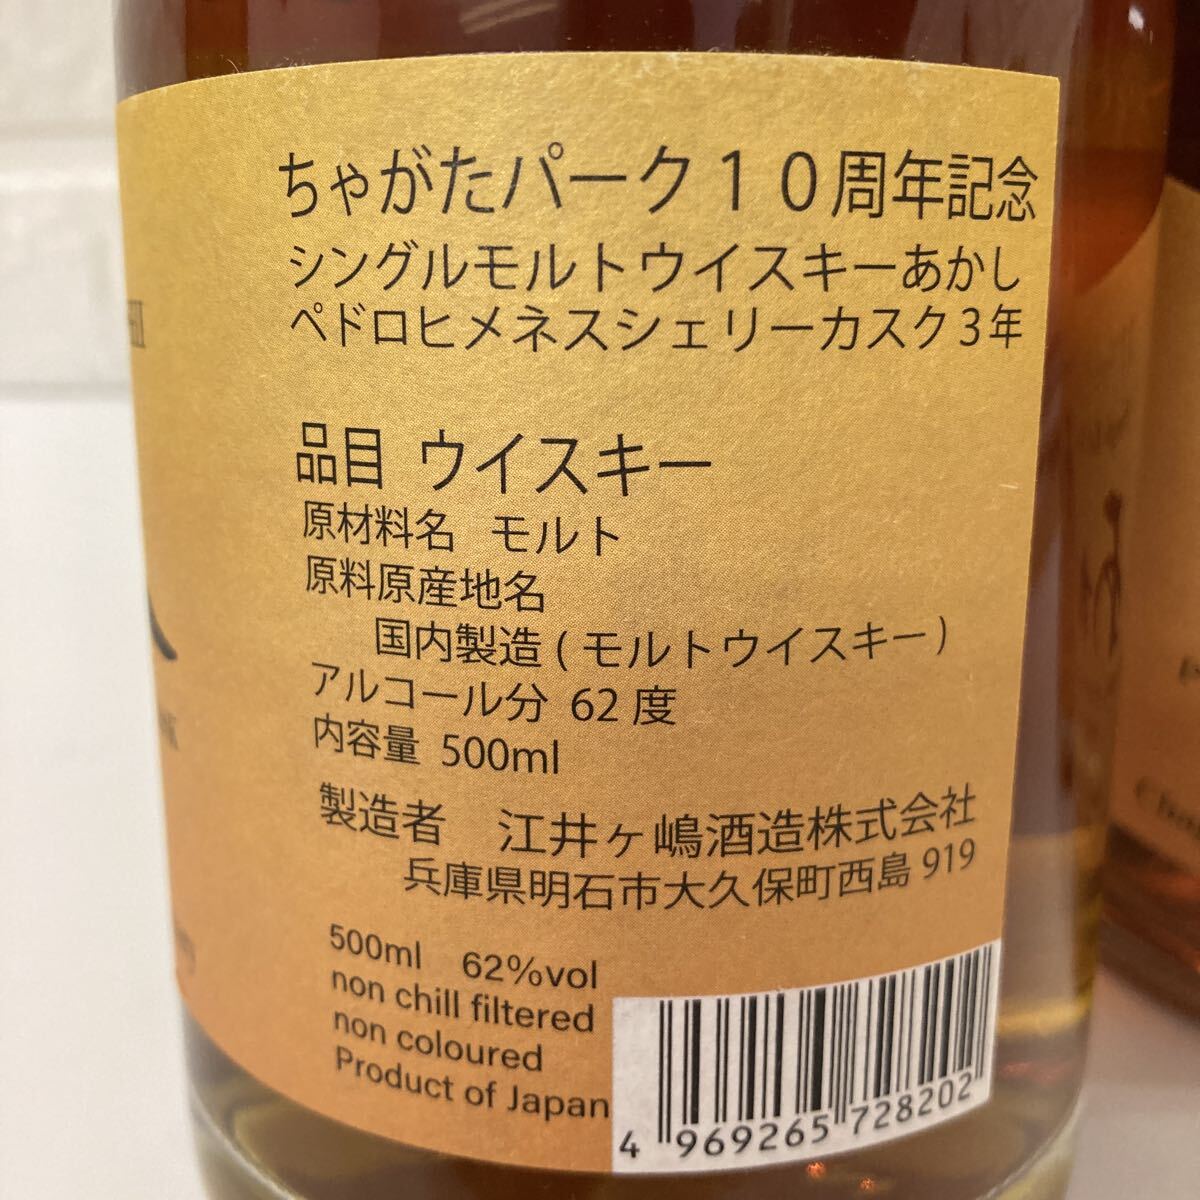 ちゃがたパーク１０周年記念
シングルモルトウイスキーあかし
ペドロヒメネスシェリーカスク３年
品目 ウイスキー
原材料名 モルト
原料原産地名
国内製造(モルトウイスキー)
アルコール分 62度
内容量 500ml
製造者 江井ヶ嶋酒造株式会社
兵庫県明石市大久保町西島 919
500ml 62%vol
non chill filtered
non coloured
Product of Japan
4 969265 728202